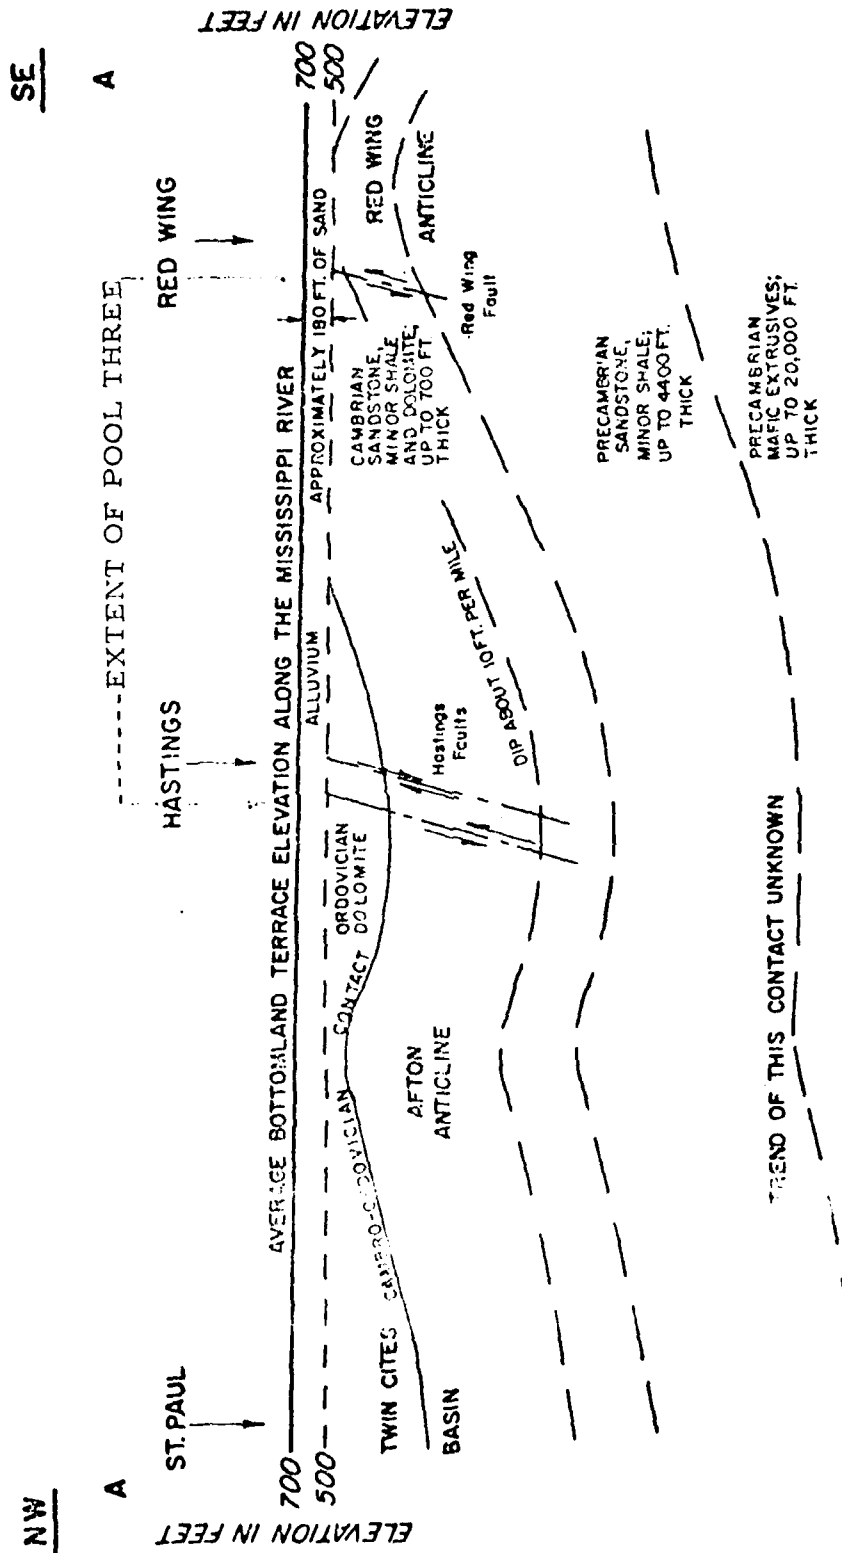 NW
SE
A
A
------EXTENT OF POOL THREE
ST. PAUL
HASTINGS
RED WING
ELEVATION IN FEET
700
500
AVERAGE BOTTOMLAND TERRACE ELEVATION ALONG THE MISSISSIPPI RIVER
700
500
ELEVATION IN FEET
ALLUVIUM
APPROXIMATELY 180 FT. OF SAND
TWIN CITES
BASIN
CAMBRO-ORDOVICIAN CONTACT
ORDOVICIAN
DOLOMITE
AFTON
ANTICLINE
Hastings
Faults
DIP ABOUT 10 FT. PER MILE
CAMBRIAN
SANDSTONE,
MINOR SHALE
AND DOLOMITE;
UP TO 700 FT
THICK
Red Wing
Fault
RED WING
ANTICLINE
PRECAMBRIAN
SANDSTONE,
MINOR SHALE;
UP TO 4400 FT.
THICK
TREND OF THIS CONTACT UNKNOWN
PRECAMBRIAN
MAFIC EXTRUSIVES;
UP TO 20,000 FT.
THICK